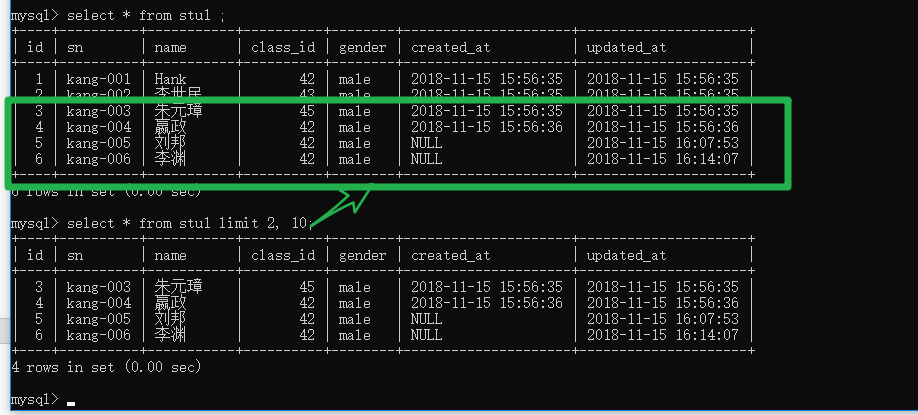 mysql> select * from stu1 ;
| id | sn | name | class_id | gender | created_at | updated_at |
| 1 | kang-001 | Hank | 42 | male | 2018-11-15 15:56:35 | 2018-11-15 15:56:35 |
| 2 | kang-002 | 李世民 | 43 | male | 2018-11-15 15:56:35 | 2018-11-15 15:56:35 |
| 3 | kang-003 | 朱元璋 | 45 | male | 2018-11-15 15:56:35 | 2018-11-15 15:56:35 |
| 4 | kang-004 | 嬴政 | 42 | male | 2018-11-15 15:56:36 | 2018-11-15 15:56:36 |
| 5 | kang-005 | 刘邦 | 42 | male | NULL | 2018-11-15 16:07:53 |
| 6 | kang-006 | 李渊 | 42 | male | NULL | 2018-11-15 16:14:07 |
6 rows in set (0.00 sec)
mysql> select * from stu1 limit 2, 10;
| id | sn | name | class_id | gender | created_at | updated_at |
| 3 | kang-003 | 朱元璋 | 45 | male | 2018-11-15 15:56:35 | 2018-11-15 15:56:35 |
| 4 | kang-004 | 嬴政 | 42 | male | 2018-11-15 15:56:36 | 2018-11-15 15:56:36 |
| 5 | kang-005 | 刘邦 | 42 | male | NULL | 2018-11-15 16:07:53 |
| 6 | kang-006 | 李渊 | 42 | male | NULL | 2018-11-15 16:14:07 |
4 rows in set (0.00 sec)
mysql>